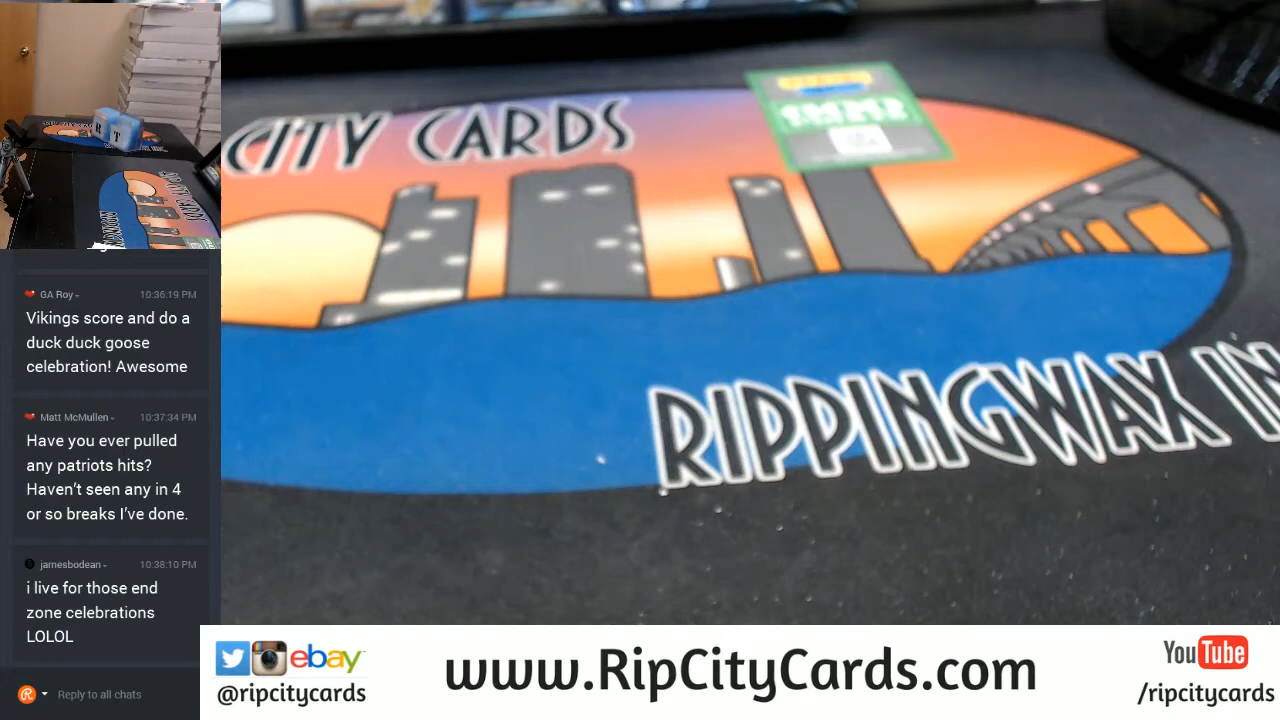 CITY CARDS
RIPPINGWAX IN
R T
GA Roy
10:36:19 PM
Vikings score and do a
duck duck goose
celebration! Awesome
Matt McMullen
10:37:34 PM
Have you ever pulled
any patriots hits?
Haven't seen any in 4
or so breaks I've done.
jamesbodean
10:38:10 PM
i live for those end
zone celebrations
LOLOL
Reply to all chats
ebay
@ripcitycards
www.RipCityCards.com
YouTube
/ripcitycards